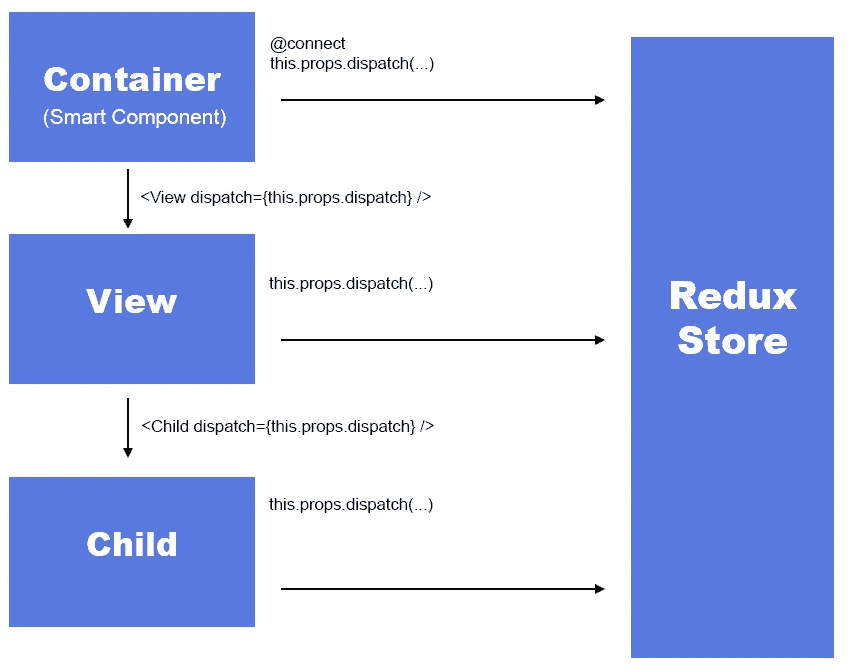 Container
(Smart Component)
@connect
this.props.dispatch(...)
<View dispatch={this.props.dispatch} />
View
this.props.dispatch(...)
Redux
Store
<Child dispatch={this.props.dispatch} />
Child
this.props.dispatch(...)